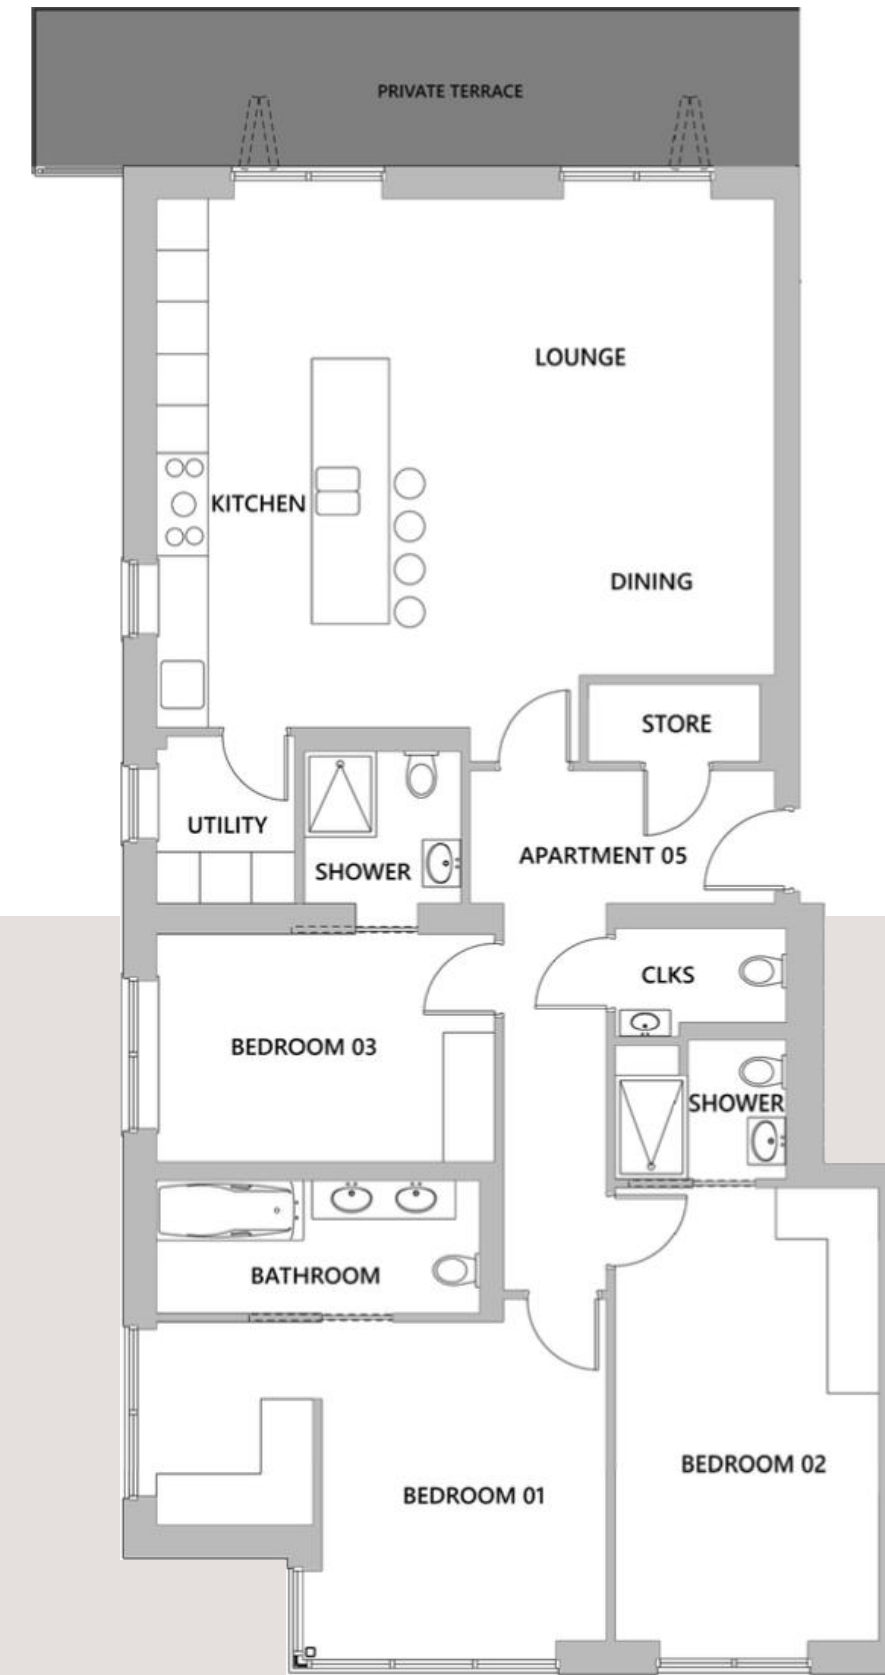 PRIVATE TERRACE
LOUNGE
KITCHEN
DINING
STORE
UTILITY
APARTMENT 05
SHOWER
CLKS
BEDROOM 03
SHOWER
BATHROOM
BEDROOM 02
BEDROOM 01